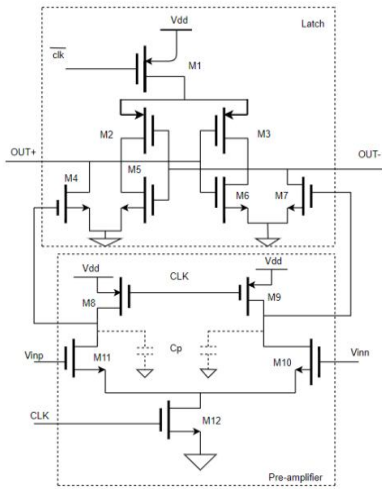 Latch
Vdd
clk
M1
M2
M3
OUT+
OUT-
M4
M5
M6
M7
Vdd
CLK
Vdd
M8
M9
Vinp
Cp
Vinn
M11
M10
CLK
M12
Pre-amplifier